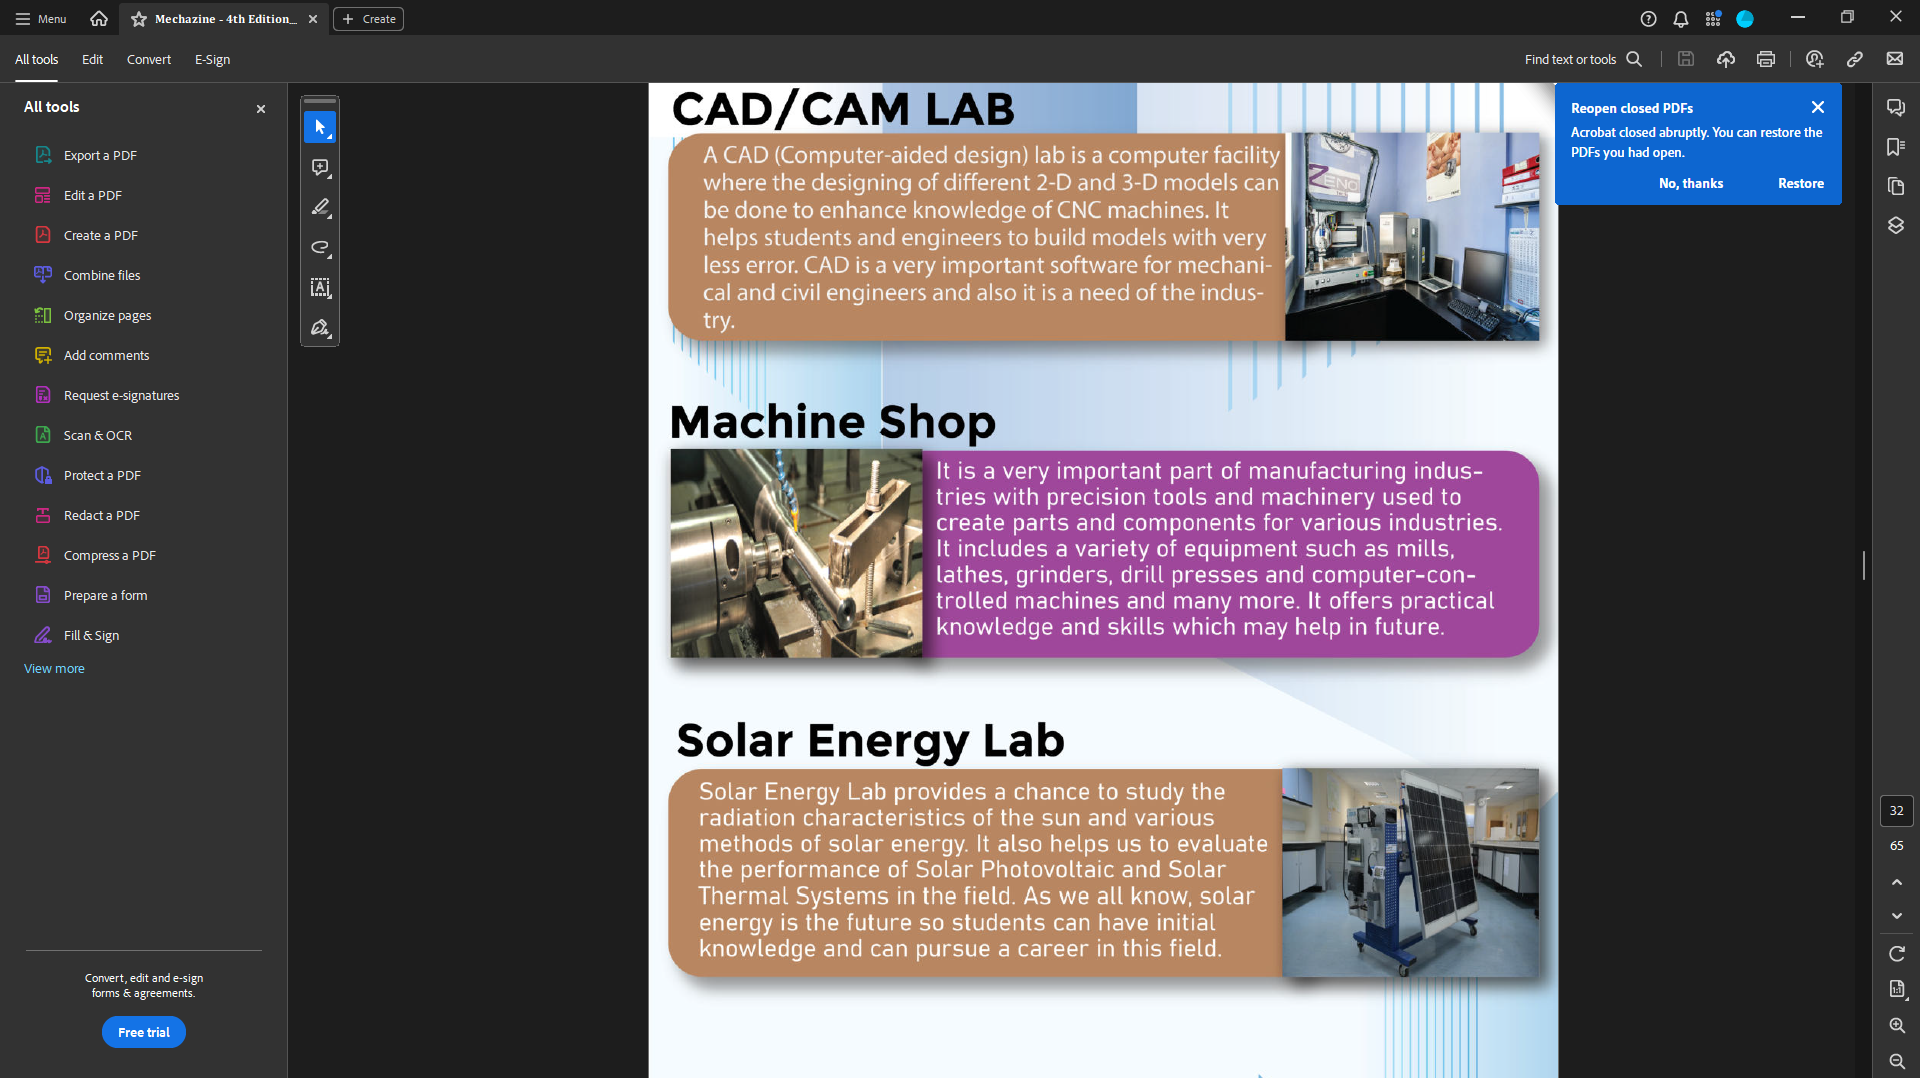 Menu
Mechazine - 4th Edition_
Create
All tools
Edit
Convert
E-Sign
Find text or tools
All tools
Export a PDF
Edit a PDF
Create a PDF
Combine files
Organize pages
Add comments
Request e-signatures
Scan & OCR
Protect a PDF
Redact a PDF
Compress a PDF
Prepare a form
Fill & Sign
View more
Convert, edit and e-sign
forms & agreements.
Free trial
CAD/CAM LAB
A CAD (Computer-aided design) lab is a computer facility
where the designing of different 2-D and 3-D models can
be done to enhance knowledge of CNC machines. It
helps students and engineers to build models with very
less error. CAD is a very important software for mechani-
cal and civil engineers and also it is a need of the indus-
try.
ZENO
Machine Shop
It is a very important part of manufacturing indus-
tries with precision tools and machinery used to
create parts and components for various industries.
It includes a variety of equipment such as mills,
lathes, grinders, drill presses and computer-con-
trolled machines and many more. It offers practical
knowledge and skills which may help in future.
Solar Energy Lab
Solar Energy Lab provides a chance to study the
radiation characteristics of the sun and various
methods of solar energy. It also helps us to evaluate
the performance of Solar Photovoltaic and Solar
Thermal Systems in the field. As we all know, solar
energy is the future so students can have initial
knowledge and can pursue a career in this field.
Reopen closed PDFs
Acrobat closed abruptly. You can restore the
PDFs you had open.
No, thanks
Restore
32
65